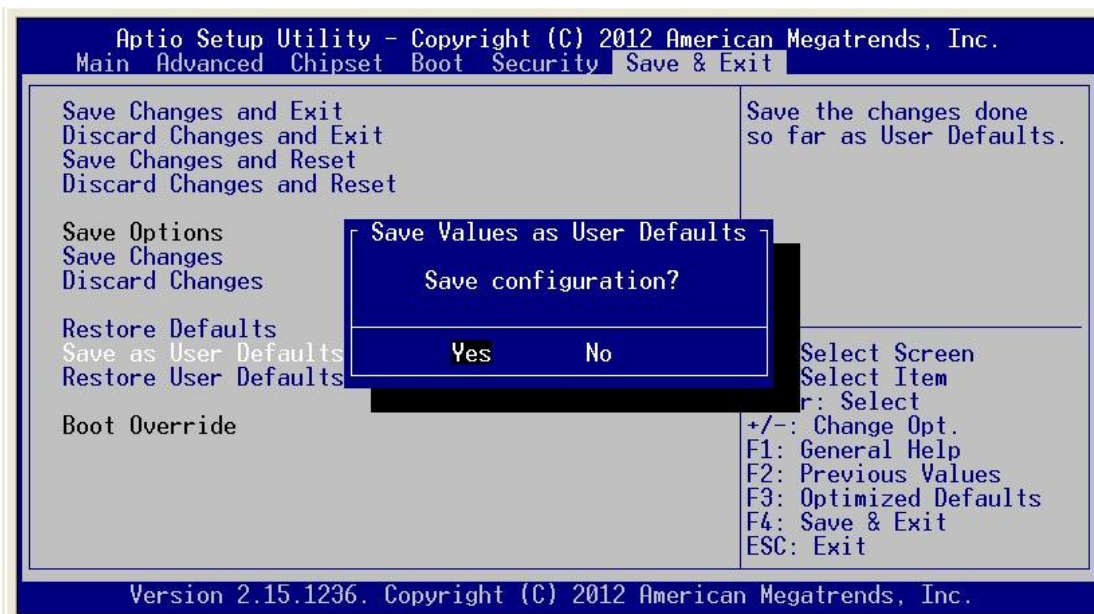 Aptio Setup Utility – Copyright (C) 2012 American Megatrends, Inc.
Main Advanced Chipset Boot Security Save & Exit
Save Changes and Exit
Discard Changes and Exit
Save Changes and Reset
Discard Changes and Reset
Save Options
Save Changes
Discard Changes
Restore Defaults
Save as User Defaults
Restore User Defaults
Boot Override
Save Values as User Defaults
Save configuration?
Yes No
Save the changes done
so far as User Defaults.
Select Screen
Select Item
r: Select
+/-: Change Opt.
F1: General Help
F2: Previous Values
F3: Optimized Defaults
F4: Save & Exit
ESC: Exit
Version 2.15.1236. Copyright (C) 2012 American Megatrends, Inc.